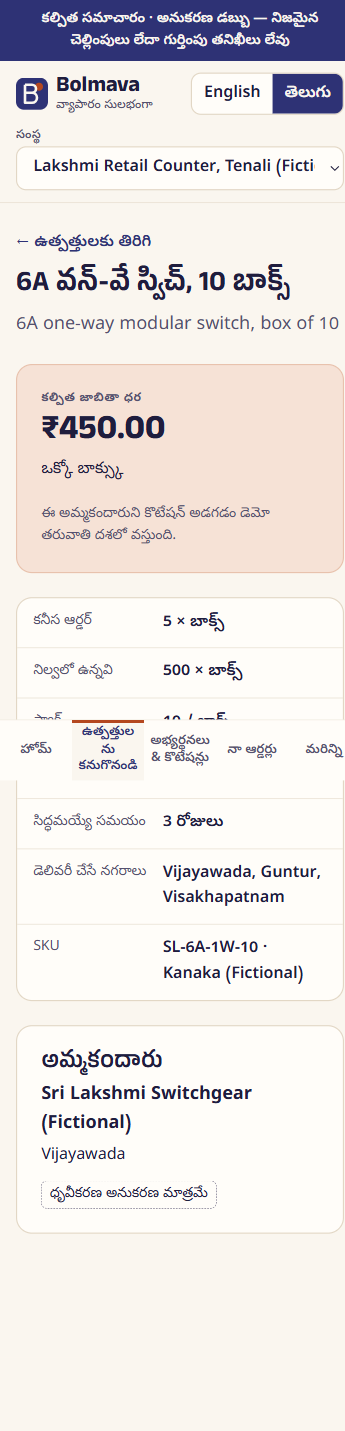 కల్పిత సమాచారం · అనుకరణ డబ్బు — నిజమైన
చెల్లింపులు లేదా గుర్తింపు తనిఖీలు లేవు
Bolmava
వ్యాపారం సులభంగా
English
తెలుగు
సంస్థ
Lakshmi Retail Counter, Tenali (Ficti
← ఉత్పత్తులకు తిరిగి
6A వన్-వే స్విచ్, 10 బాక్స్
6A one-way modular switch, box of 10
కల్పిత జాబితా ధర
₹450.00
ఒక్కో బాక్స్కు
ఈ అమ్మకందారుని కొటేషన్ అడగడం డెమో
తరువాతి దశలో వస్తుంది.
కనీస ఆర్డర్ 5 × బాక్స్
నిల్వలో ఉన్నవి 500 × బాక్స్
హోమ్
ఉత్పత్తుల
ను
కనుగొనండి
అభ్యర్థనలు
& కొటేషన్లు
నా ఆర్డర్లు
మరిన్ని
సిద్ధమయ్యే సమయం 3 రోజులు
డెలివరీ చేసే నగరాలు Vijayawada, Guntur,
Visakhapatnam
SKU SL-6A-1W-10 ·
Kanaka (Fictional)
అమ్మకందారు
Sri Lakshmi Switchgear
(Fictional)
Vijayawada
ధృవీకరణ అనుకరణ మాత్రమే